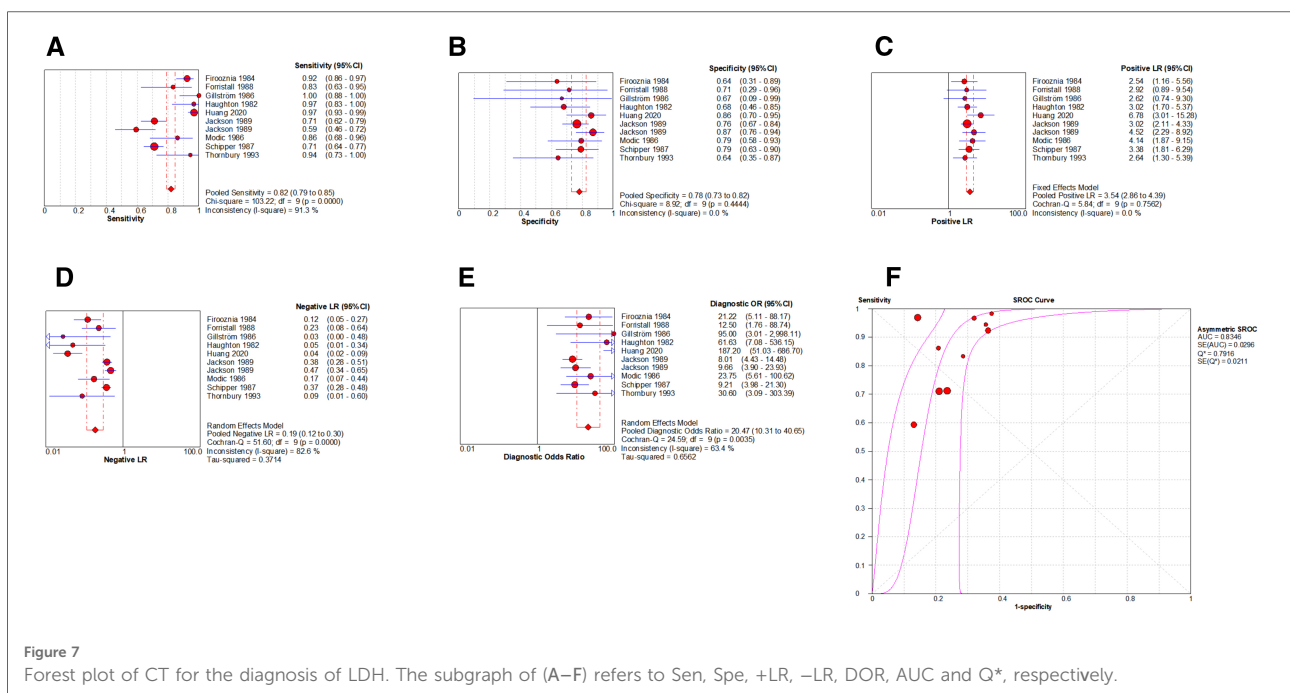 A
Sensitivity (95%CI)
Firooznia 1984 0.92 (0.86 - 0.97)
Forristall 1988 0.83 (0.63 - 0.95)
Gillström 1986 1.00 (0.88 - 1.00)
Haughton 1982 0.97 (0.83 - 1.00)
Huang 2020 0.97 (0.93 - 0.99)
Jackson 1989 0.71 (0.62 - 0.79)
Jackson 1989 0.59 (0.46 - 0.72)
Modic 1986 0.86 (0.68 - 0.96)
Schipper 1987 0.71 (0.64 - 0.77)
Thornbury 1993 0.94 (0.73 - 1.00)
Pooled Sensitivity = 0.82 (0.79 to 0.85)
Chi-square = 103.22; df = 9 (p = 0.0000)
Inconsistency (I-square) = 91.3 %
0 0.2 0.4 0.6 0.8 1
Sensitivity
B
Specificity (95%CI)
Firooznia 1984 0.64 (0.31 - 0.89)
Forristall 1988 0.71 (0.29 - 0.96)
Gillström 1986 0.67 (0.09 - 0.99)
Haughton 1982 0.68 (0.46 - 0.85)
Huang 2020 0.86 (0.70 - 0.95)
Jackson 1989 0.76 (0.67 - 0.84)
Jackson 1989 0.87 (0.76 - 0.94)
Modic 1986 0.79 (0.58 - 0.93)
Schipper 1987 0.79 (0.63 - 0.90)
Thornbury 1993 0.64 (0.35 - 0.87)
Pooled Specificity = 0.78 (0.73 to 0.82)
Chi-square = 8.92; df = 9 (p = 0.4444)
Inconsistency (I-square) = 0.0 %
0 0.2 0.4 0.6 0.8 1
Specificity
C
Positive LR (95%CI)
Firooznia 1984 2.54 (1.16 - 5.56)
Forristall 1988 2.92 (0.89 - 9.54)
Gillström 1986 2.62 (0.74 - 9.30)
Haughton 1982 3.02 (1.70 - 5.37)
Huang 2020 6.78 (3.01 - 15.28)
Jackson 1989 3.02 (2.11 - 4.33)
Jackson 1989 4.52 (2.29 - 8.92)
Modic 1986 4.14 (1.87 - 9.15)
Schipper 1987 3.38 (1.81 - 6.29)
Thornbury 1993 2.64 (1.30 - 5.39)
Fixed Effects Model
Pooled Positive LR = 3.54 (2.86 to 4.39)
Cochran-Q = 5.84; df = 9 (p = 0.7562)
Inconsistency (I-square) = 0.0 %
0.01 1 100.0
Positive LR
D
Negative LR (95%CI)
Firooznia 1984 0.12 (0.05 - 0.27)
Forristall 1988 0.23 (0.08 - 0.64)
Gillström 1986 0.03 (0.00 - 0.48)
Haughton 1982 0.05 (0.01 - 0.34)
Huang 2020 0.04 (0.02 - 0.09)
Jackson 1989 0.38 (0.28 - 0.51)
Jackson 1989 0.47 (0.34 - 0.65)
Modic 1986 0.17 (0.07 - 0.44)
Schipper 1987 0.37 (0.28 - 0.48)
Thornbury 1993 0.09 (0.01 - 0.60)
Random Effects Model
Pooled Negative LR = 0.19 (0.12 to 0.30)
Cochran-Q = 51.60; df = 9 (p = 0.0000)
Inconsistency (I-square) = 82.6 %
Tau-squared = 0.3714
0.01 1 100.0
Negative LR
E
Diagnostic OR (95%CI)
Firooznia 1984 21.22 (5.11 - 88.17)
Forristall 1988 12.50 (1.76 - 88.74)
Gillström 1986 95.00 (3.01 - 2,998.11)
Haughton 1982 61.63 (7.08 - 536.15)
Huang 2020 187.20 (51.03 - 686.70)
Jackson 1989 8.01 (4.43 - 14.48)
Jackson 1989 9.66 (3.90 - 23.93)
Modic 1986 23.75 (5.61 - 100.62)
Schipper 1987 9.21 (3.98 - 21.30)
Thornbury 1993 30.60 (3.09 - 303.39)
Random Effects Model
Pooled Diagnostic Odds Ratio = 20.47 (10.31 to 40.65)
Cochran-Q = 24.59; df = 9 (p = 0.0035)
Inconsistency (I-square) = 63.4 %
Tau-squared = 0.6562
0.01 1 100.0
Diagnostic Odds Ratio
F
Sensitivity SROC Curve
1
0.9
0.8
0.7
0.6
0.5
0.4
0.3
0.2
0.1
0
0 0.2 0.4 0.6 0.8 1
1-specificity
Asymmetric SROC
AUC = 0.8346
SE(AUC) = 0.0296
Q* = 0.7916
SE(Q*) = 0.0211
Figure 7
Forest plot of CT for the diagnosis of LDH. The subgraph of (A–F) refers to Sen, Spe, +LR, −LR, DOR, AUC and Q*, respectively.